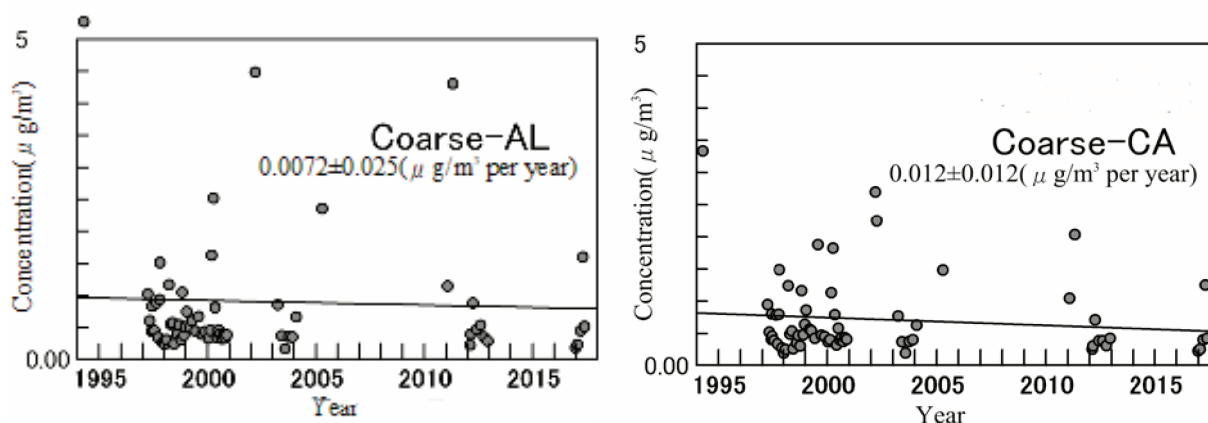 5
Concentration(μ g/m³)
Coarse-AL
0.0072±0.025(μ g/m³ per year)
0.00
1995 2000 2005 2010 2015
Year
5
Concentration(μ g/m³)
Coarse-CA
0.012±0.012(μ g/m³ per year)
0.00
1995 2000 2005 2010 2015
Year